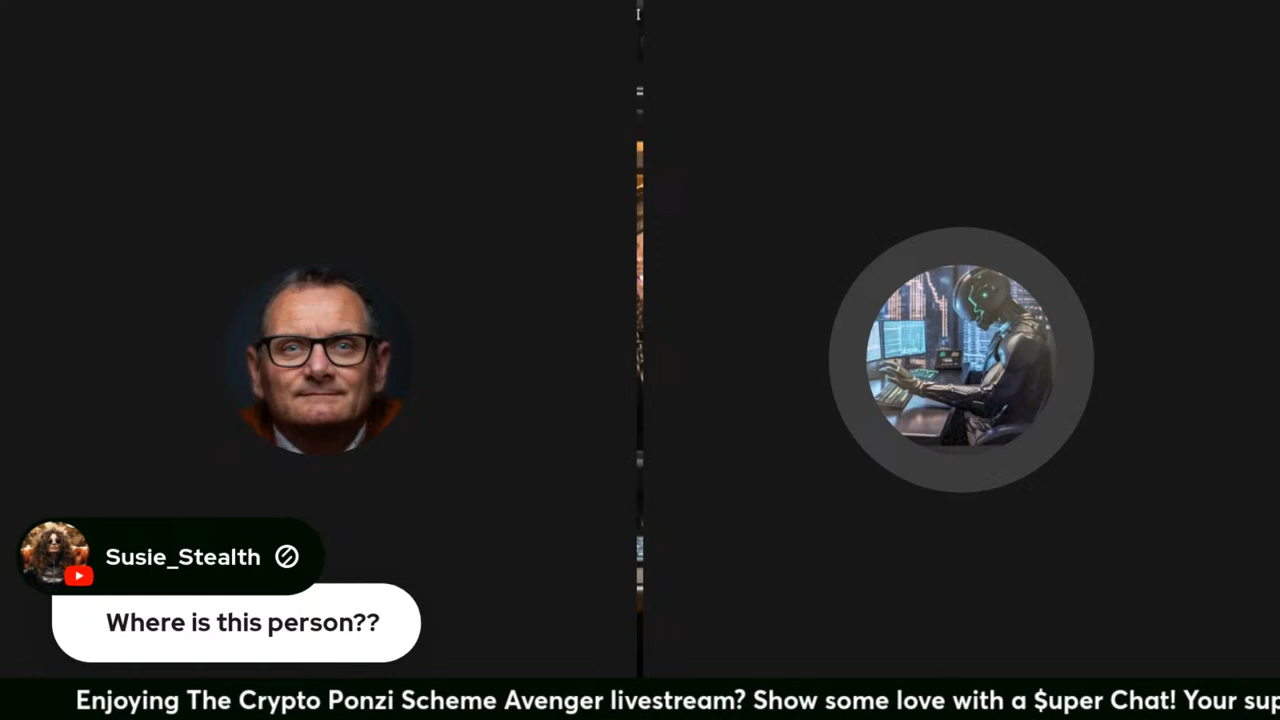 Susie_Stealth
Where is this person??
Enjoying The Crypto Ponzi Scheme Avenger livestream? Show some love with a $uper Chat! Your sup